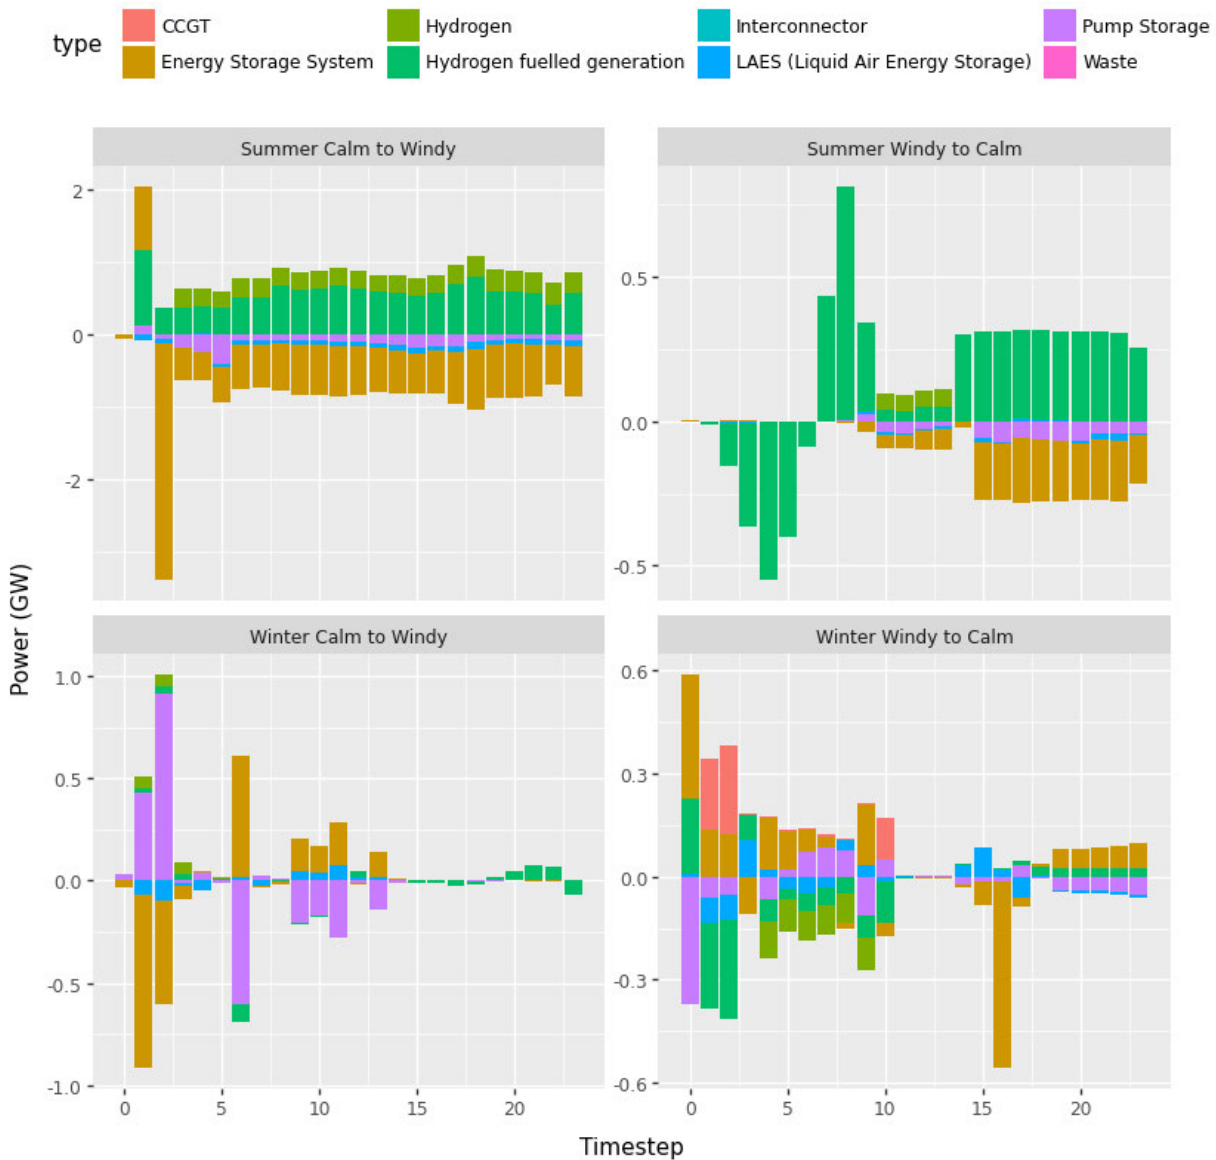 type
CCGT
Hydrogen
Interconnector
Pump Storage
Energy Storage System
Hydrogen fuelled generation
LAES (Liquid Air Energy Storage)
Waste
Summer Calm to Windy
Summer Windy to Calm
2
0
-2
0.5
0.0
-0.5
Power (GW)
Winter Calm to Windy
Winter Windy to Calm
1.0
0.5
0.0
-0.5
-1.0
0.6
0.3
0.0
-0.3
-0.6
0 5 10 15 20
0 5 10 15 20
Timestep